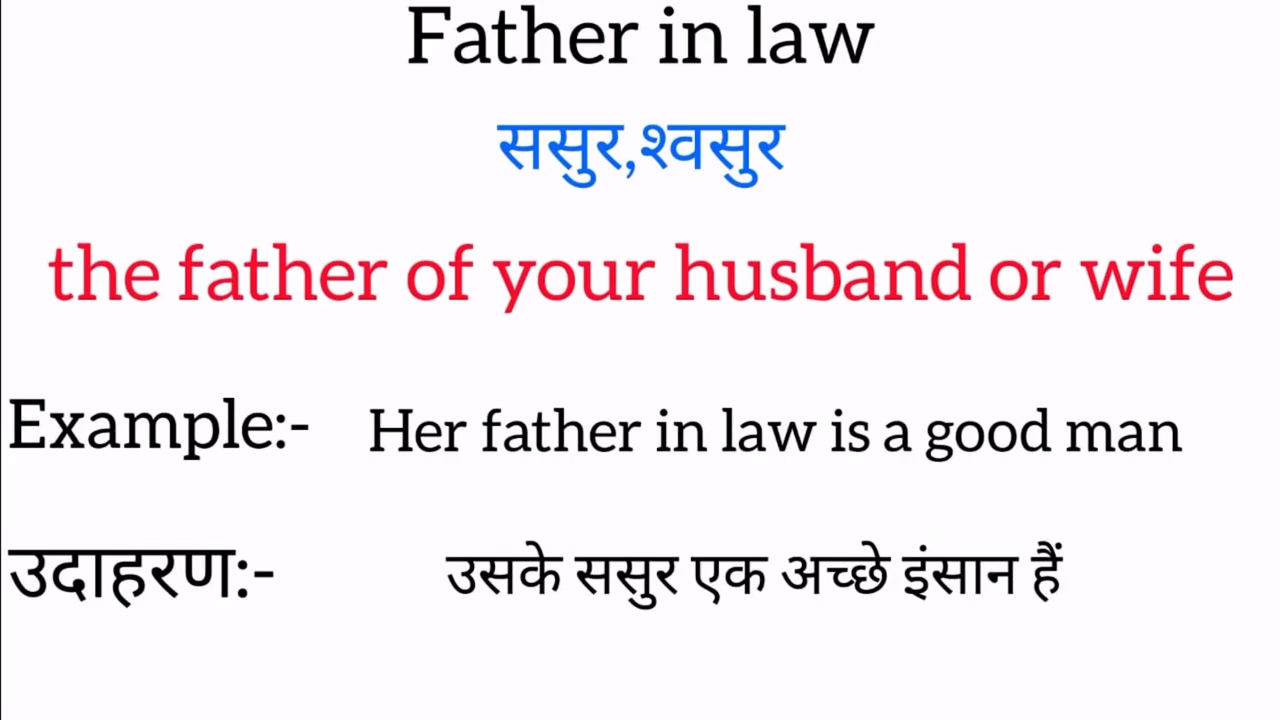 Father in law
ससुर,श्वसुर
the father of your husband or wife
Example:- Her father in law is a good man
उदाहरण:- उसके ससुर एक अच्छे इंसान हैं